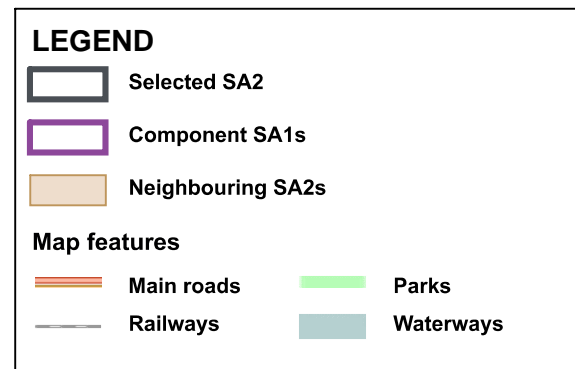 LEGEND
Selected SA2
Component SA1s
Neighbouring SA2s
Map features
Main roads
Parks
Railways
Waterways